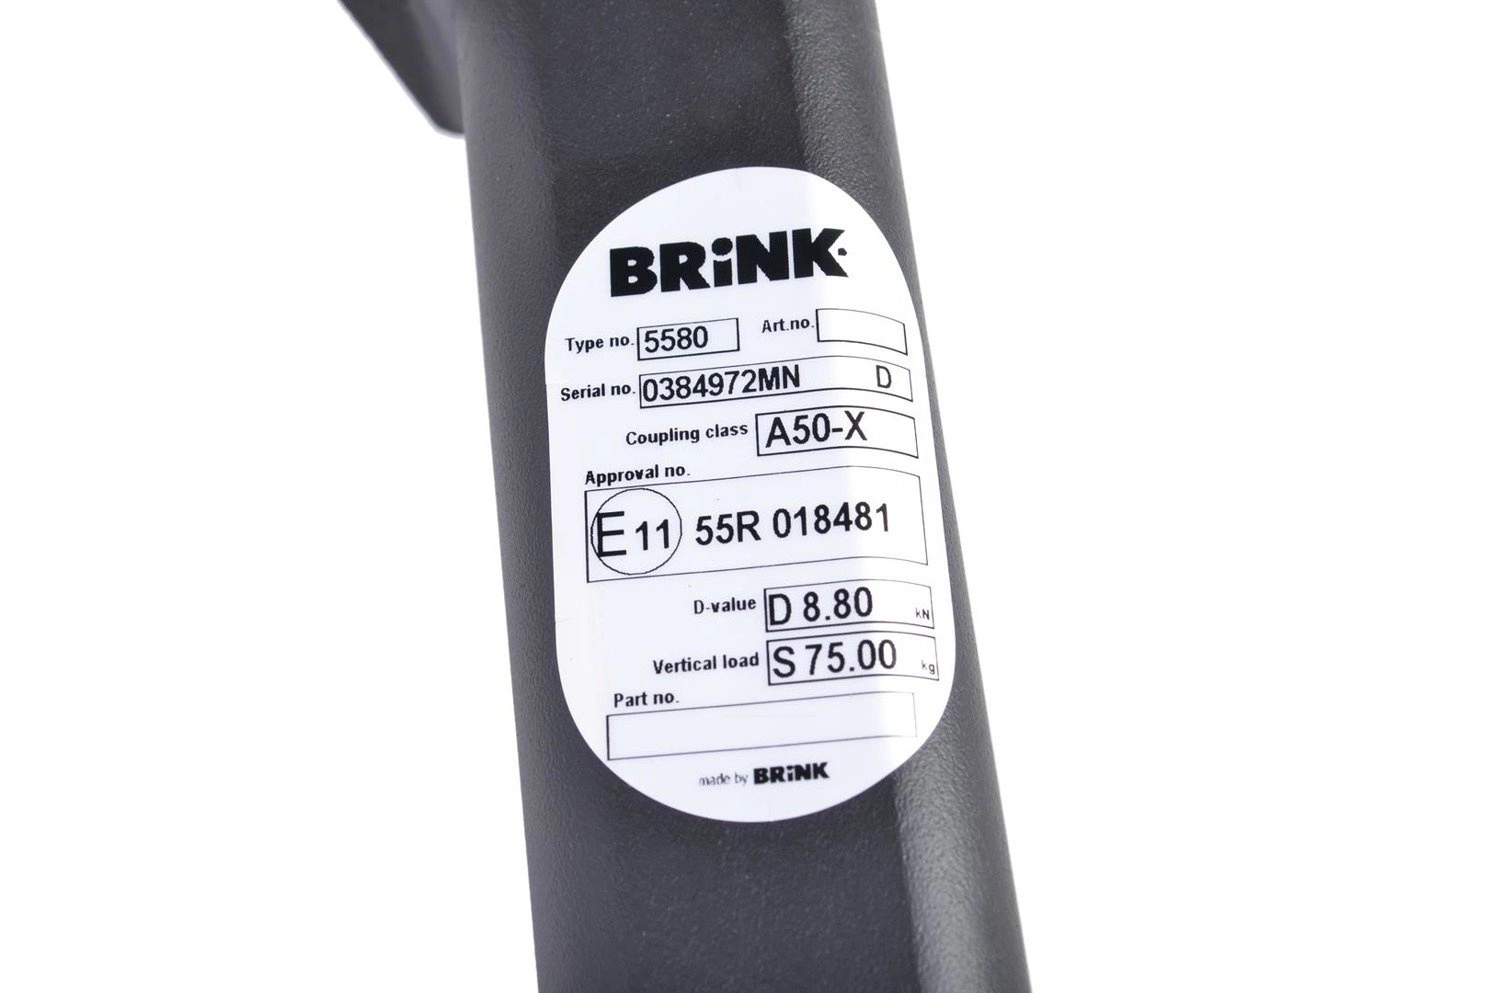 BRiNK
Type no. 5580 Art.no.
Serial no. 0384972MN D
Coupling class A50-X
Approval no.
E 11 55R 018481
D-value D 8.80 kN
Vertical load S 75.00 kg
Part no.
made by BRiNK